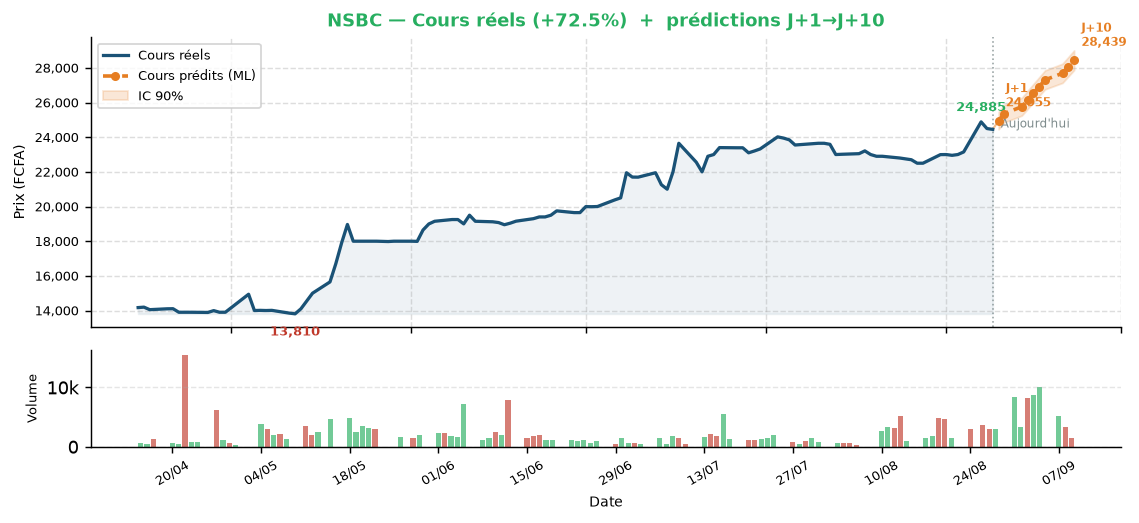 NSBC — Cours réels (+72.5%) + prédictions J+1→J+10
Cours réels
Cours prédits (ML)
IC 90%
J+10
28,439
J+1
24,885
Aujourd'hui
13,810
Prix (FCFA)
28,000
26,000
24,000
22,000
20,000
18,000
16,000
14,000
Volume
10k
0
20/04
04/05
18/05
01/06
15/06
29/06
13/07
27/07
10/08
24/08
07/09
Date